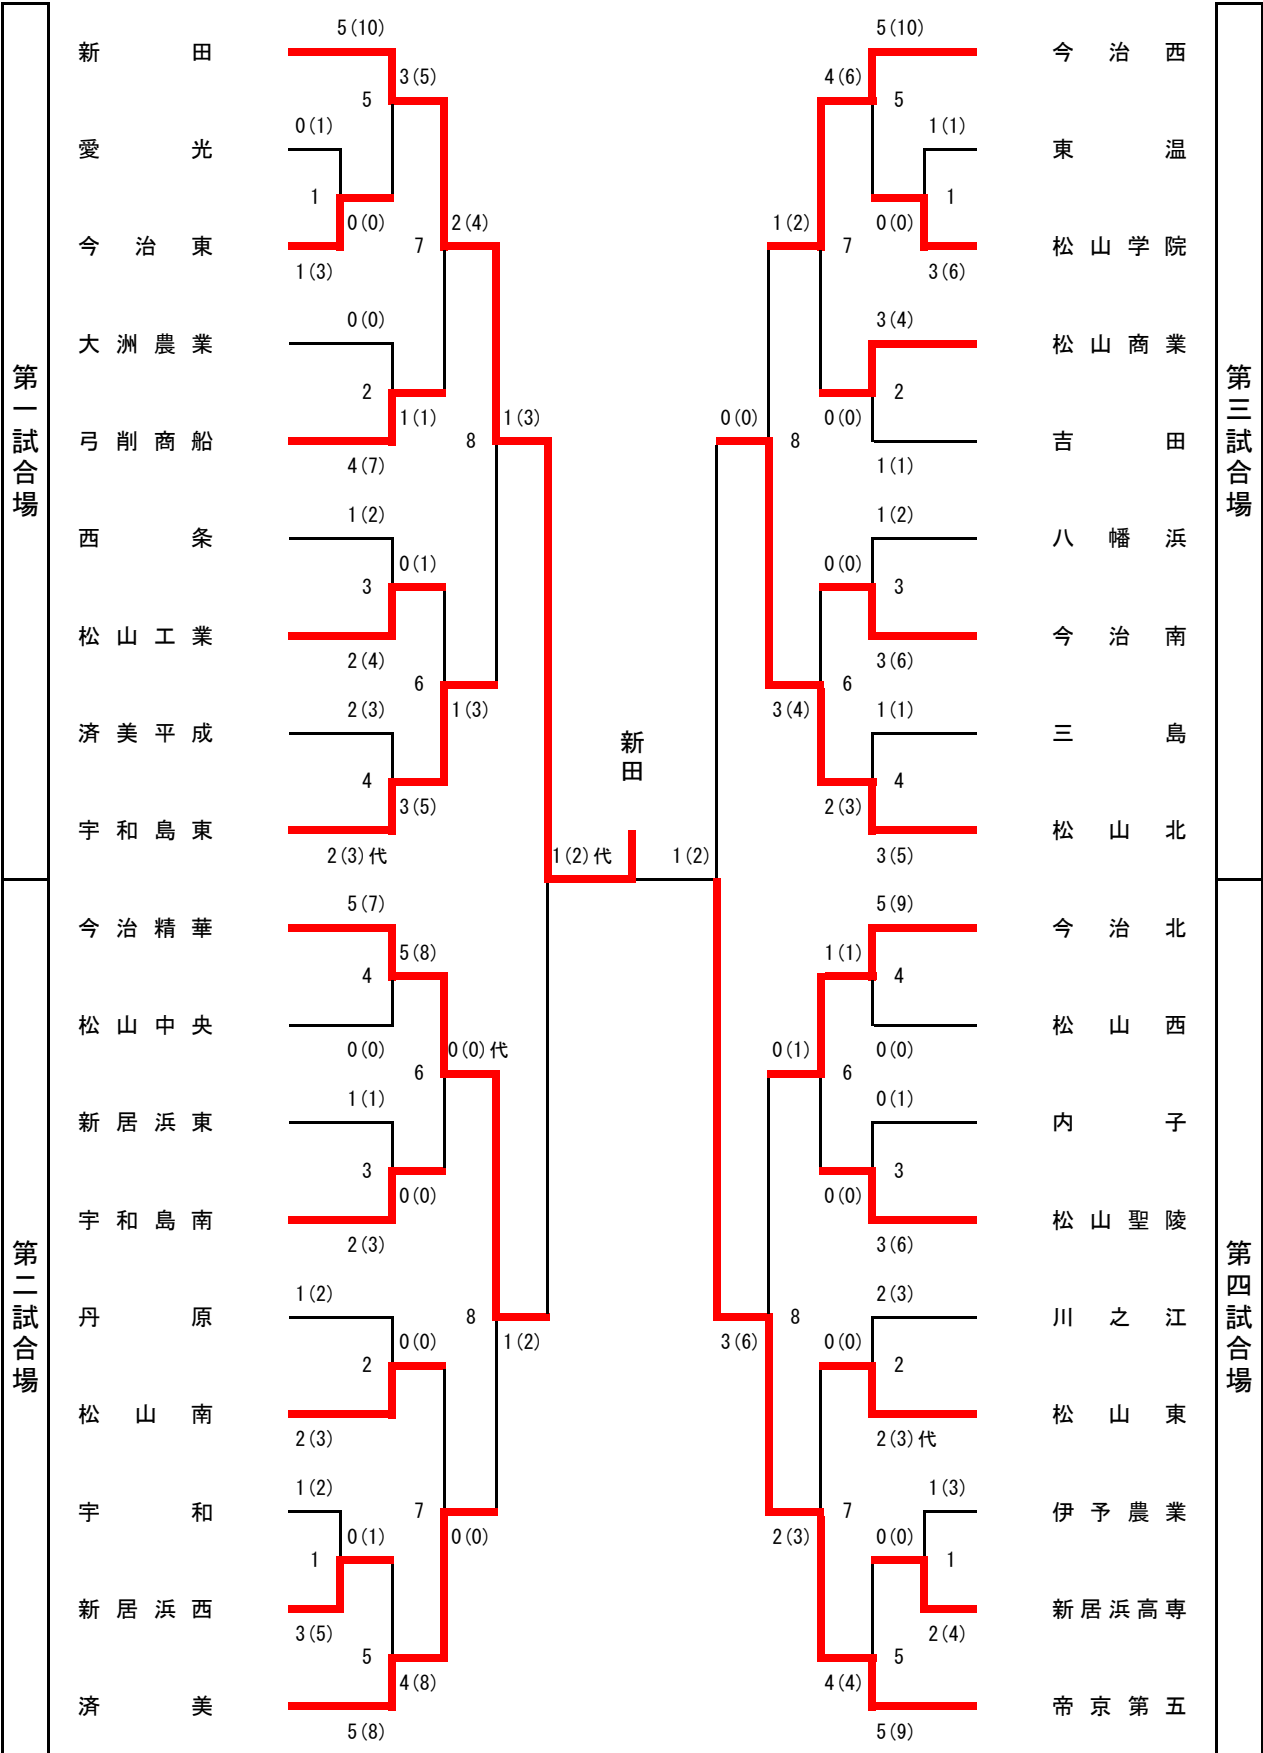 第一試合場
新田
5(10)
3(5)
5
愛光
0(1)
1
0(0)
今治東
1(3)
2(4)
7
大洲農業
0(0)
2
1(1)
弓削商船
4(7)
1(3)
8
西条
1(2)
0(1)
3
松山工業
2(4)
6
1(3)
済美平成
2(3)
4
3(5)
宇和島東
2(3)代
第二試合場
今治精華
5(7)
5(8)
4
松山中央
0(0)
0(0)代
6
新居浜東
1(1)
3
0(0)
宇和島南
2(3)
丹原
1(2)
8
1(2)
0(0)
2
松山南
2(3)
宇和
1(2)
7
0(0)
0(1)
1
新居浜西
3(5)
5
4(8)
済美
5(8)
新田
1(2)代
1(2)
第三試合場
5(10)
今治西
4(6)
5
1(1)
東温
1
0(0)
松山学院
3(6)
1(2)
7
3(4)
松山商業
2
0(0)
吉田
1(1)
0(0)
8
1(2)
八幡浜
0(0)
3
今治南
3(6)
6
3(4)
1(1)
三島
4
2(3)
松山北
3(5)
第四試合場
5(9)
今治北
1(1)
4
松山西
0(0)
0(1)
6
0(1)
内子
3
0(0)
松山聖陵
3(6)
2(3)
川之江
8
3(6)
0(0)
2
松山東
2(3)代
1(3)
伊予農業
7
2(3)
0(0)
1
新居浜高専
2(4)
5
4(4)
帝京第五
5(9)